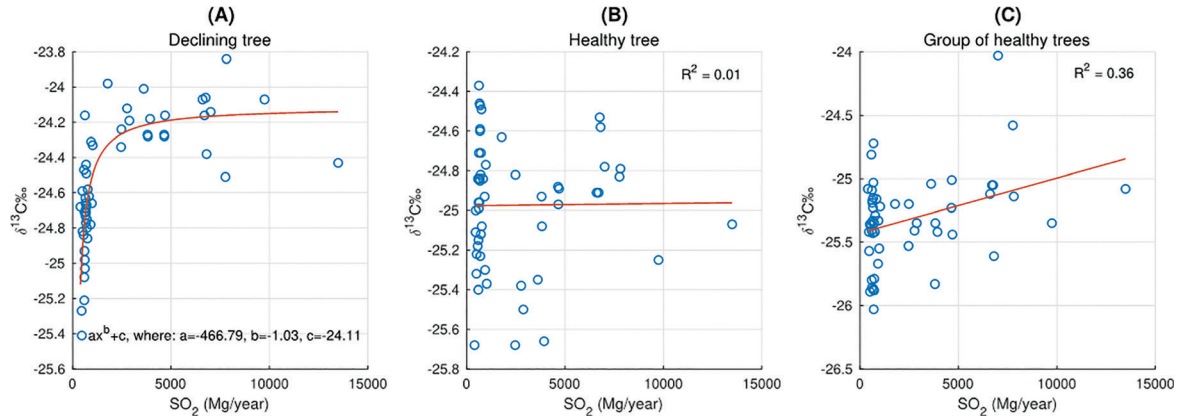 (A)
Declining tree
-23.8
-24
-24.2
-24.4
-24.6
-24.8
-25
-25.2
-25.4
-25.6
δ¹³C‰
ax^b+c, where: a=-466.79, b=-1.03, c=-24.11
0 5000 10000 15000
SO₂ (Mg/year)
(B)
Healthy tree
-24.2
-24.4
-24.6
-24.8
-25
-25.2
-25.4
-25.6
-25.8
δ¹³C‰
R² = 0.01
0 5000 10000 15000
SO₂ (Mg/year)
(C)
Group of healthy trees
-24
-24.5
-25
-25.5
-26
-26.5
δ¹³C‰
R² = 0.36
0 5000 10000 15000
SO₂ (Mg/year)